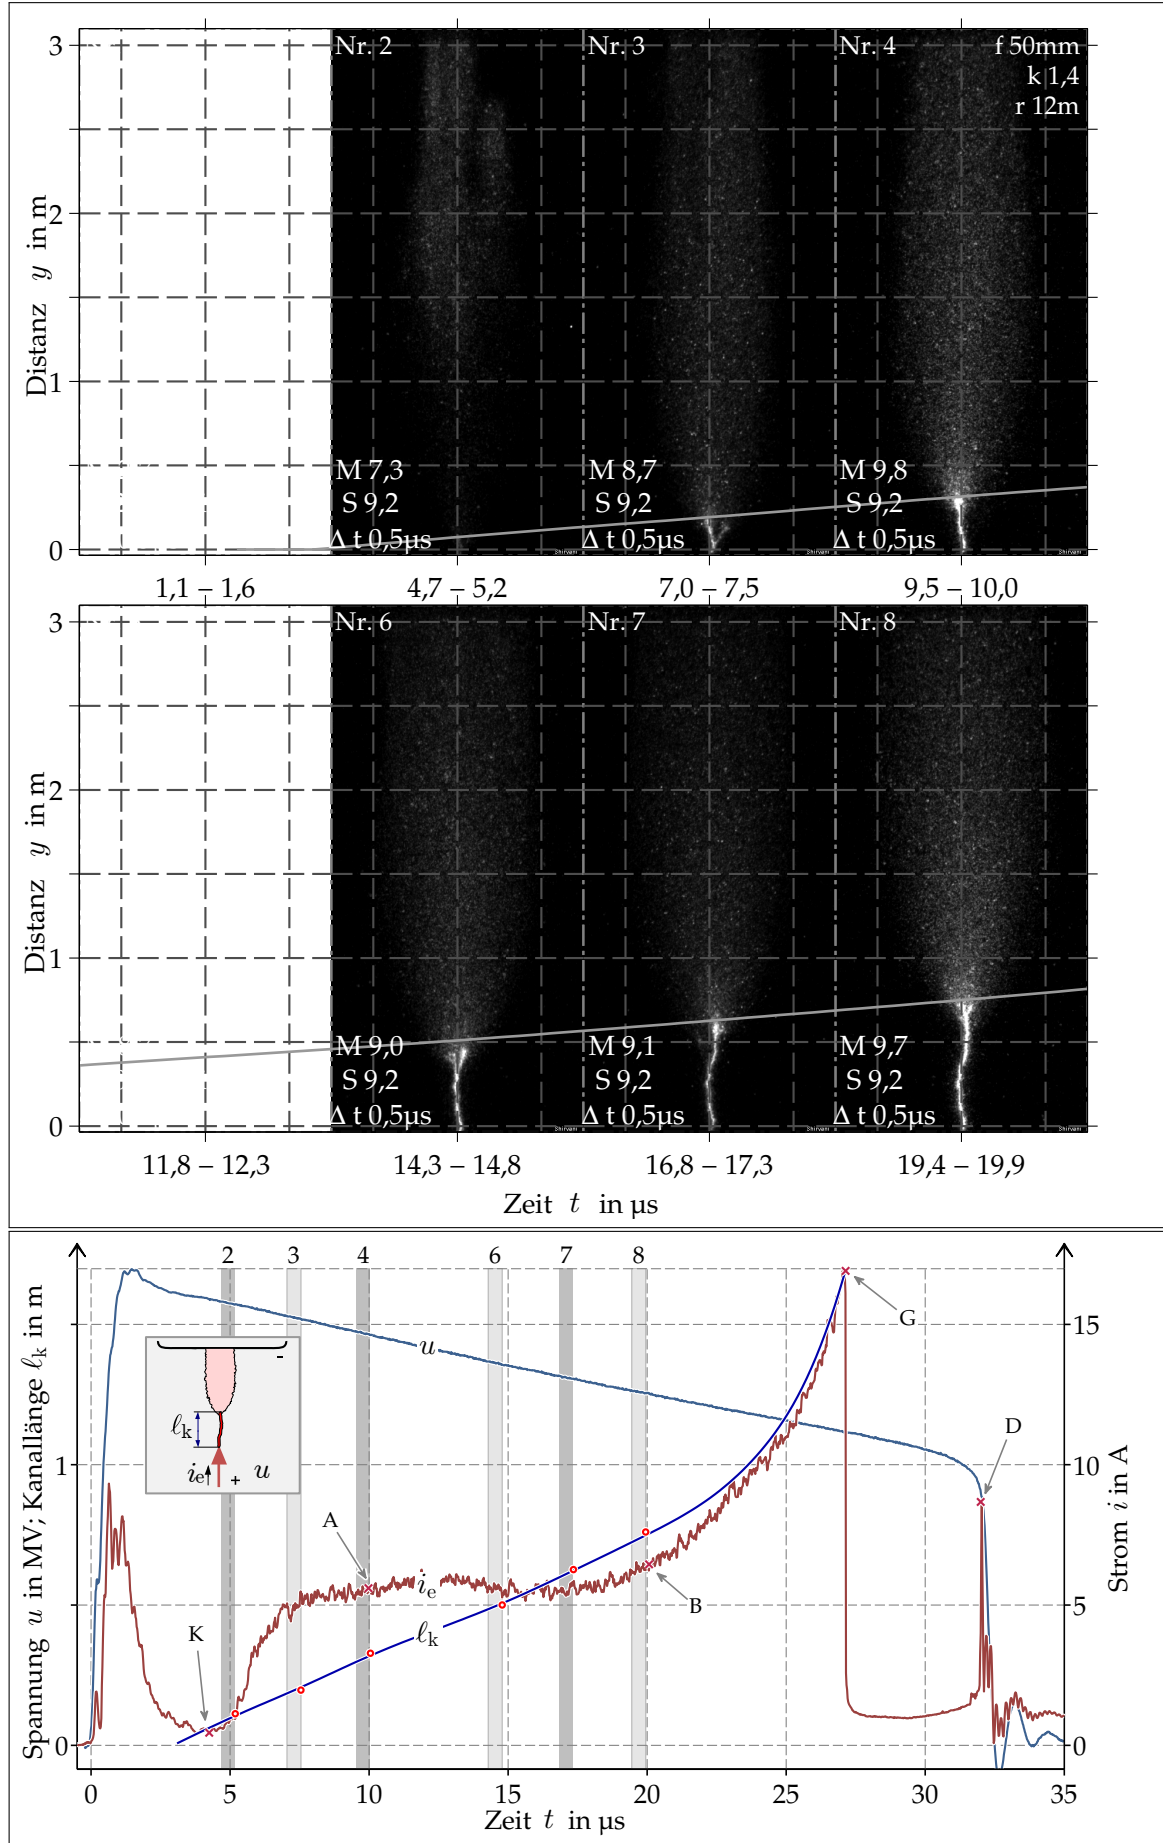 Nr. 2 Nr. 3 Nr. 4 f 50mm
k 1,4
r 12m
3
2
1
0
Distanz y in m
M 7,3 M 8,7 M 9,8
S 9,2 S 9,2 S 9,2
Δ t 0,5µs Δ t 0,5µs Δ t 0,5µs
1,1 – 1,6 4,7 – 5,2 7,0 – 7,5 9,5 – 10,0
Nr. 6 Nr. 7 Nr. 8
3
2
1
0
Distanz y in m
M 9,0 M 9,1 M 9,7
S 9,2 S 9,2 S 9,2
Δ t 0,5µs Δ t 0,5µs Δ t 0,5µs
11,8 – 12,3 14,3 – 14,8 16,8 – 17,3 19,4 – 19,9
Zeit t in µs
2 3 4 6 7 8
Spannung u in MV; Kanallänge ℓk in m
1
0
Strom i in A
15
10
5
0
u
G
D
-
ℓk
ie
+
u
A
ie
B
ℓk
K
0 5 10 15 20 25 30 35
Zeit t in µs